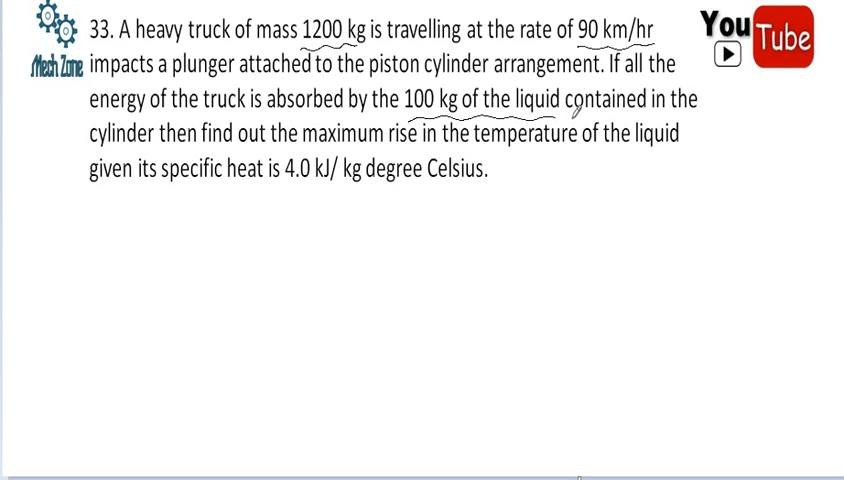 Mech Zone
You
Tube
33. A heavy truck of mass 1200 kg is travelling at the rate of 90 km/hr
impacts a plunger attached to the piston cylinder arrangement. If all the
energy of the truck is absorbed by the 100 kg of the liquid contained in the
cylinder then find out the maximum rise in the temperature of the liquid
given its specific heat is 4.0 kJ/ kg degree Celsius.